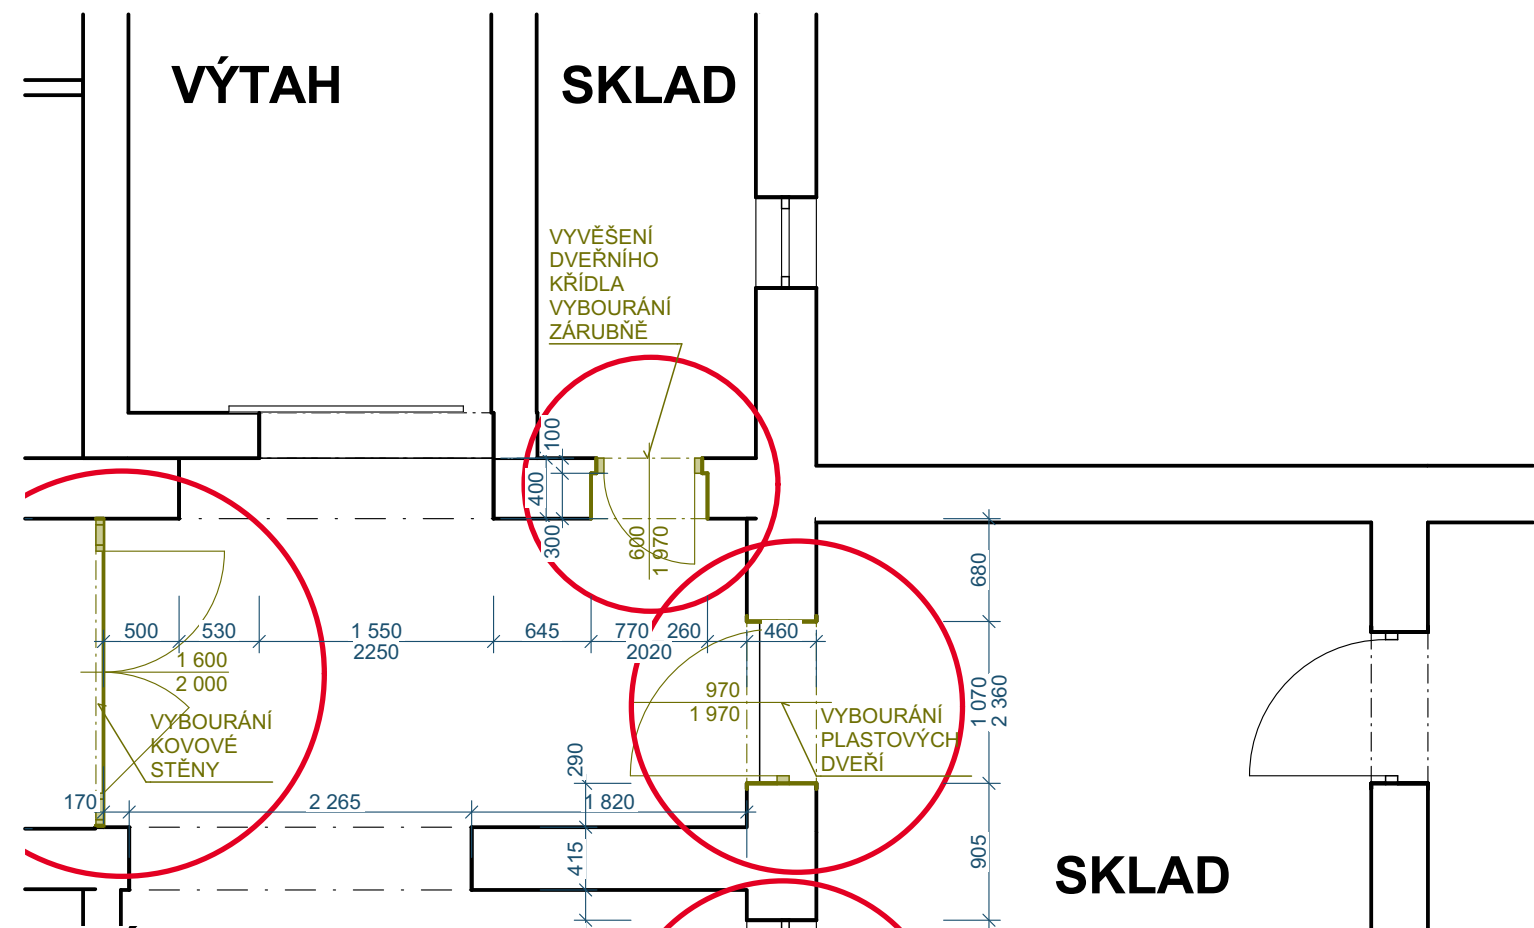 VÝTAH
SKLAD
VYVĚŠENÍ
DVEŘNÍHO
KŘÍDLA
VYBOURÁNÍ
ZÁRUBNĚ
100
400
300
600
1 970
680
500
530
1 550
2250
645
770
2020
260
460
1 600
2 000
970
1 970
1 070
2 360
VYBOURÁNÍ
KOVOVÉ
STĚNY
VYBOURÁNÍ
PLASTOVÝCH
DVEŘÍ
290
170
2 265
1 820
415
905
SKLAD